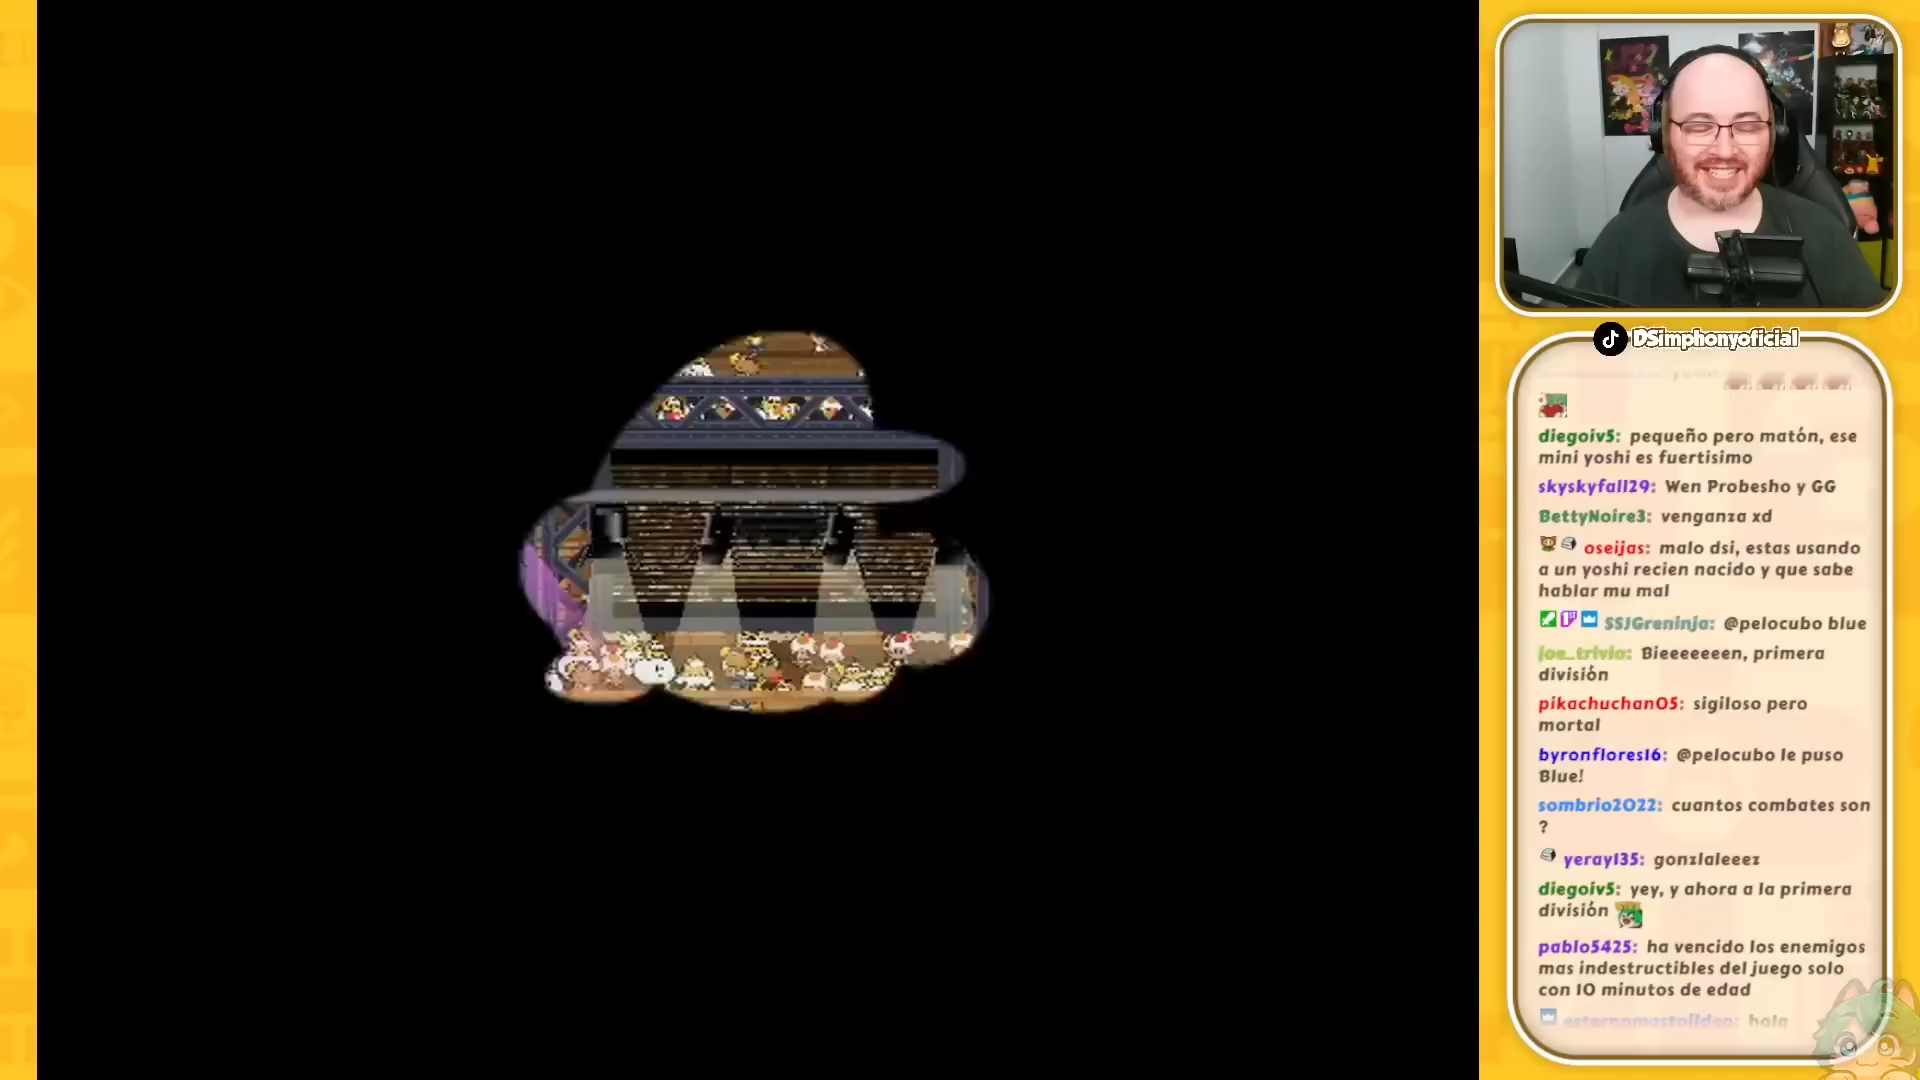 DSimphonyoficial
diegoiv5: pequeño pero matón, ese
mini yoshi es fuertisimo
skyskyfall29: Wen Probesho y GG
BettyNoire3: venganza xd
oseijas: malo dsi, estas usando
a un yoshi recien nacido y que sabe
hablar mu mal
SSJGreninja: @pelocubo blue
joe_trivia: Bieeeeeeen, primera
división
pikachuchan05: sigiloso pero
mortal
byronflores16: @pelocubo le puso
Blue!
sombrio2022: cuantos combates son
?
yeray135: gonzlaleeez
diegoiv5: yey, y ahora a la primera
división
pablo5425: ha vencido los enemigos
mas indestructibles del juego solo
con 10 minutos de edad